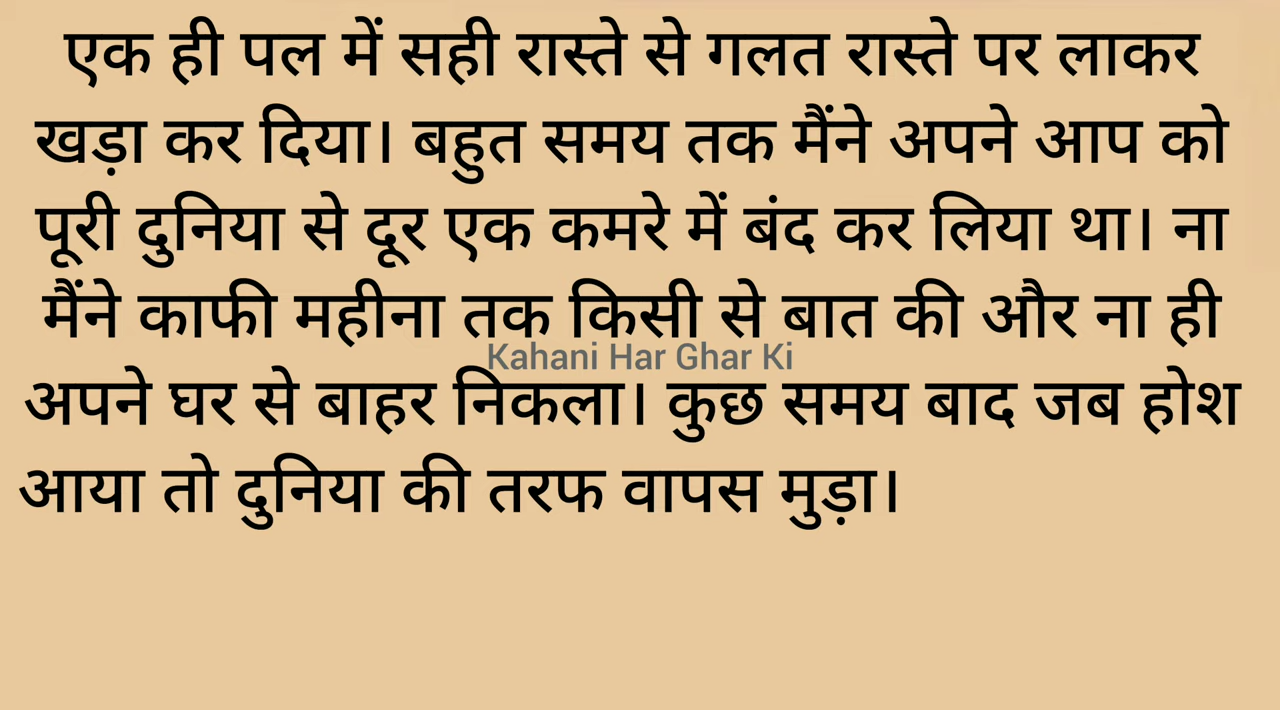 एक ही पल में सही रास्ते से गलत रास्ते पर लाकर
खड़ा कर दिया। बहुत समय तक मैंने अपने आप को
पूरी दुनिया से दूर एक कमरे में बंद कर लिया था। ना
मैंने काफी महीना तक किसी से बात की और ना ही
Kahani Har Ghar Ki
अपने घर से बाहर निकला। कुछ समय बाद जब होश
आया तो दुनिया की तरफ वापस मुड़ा।